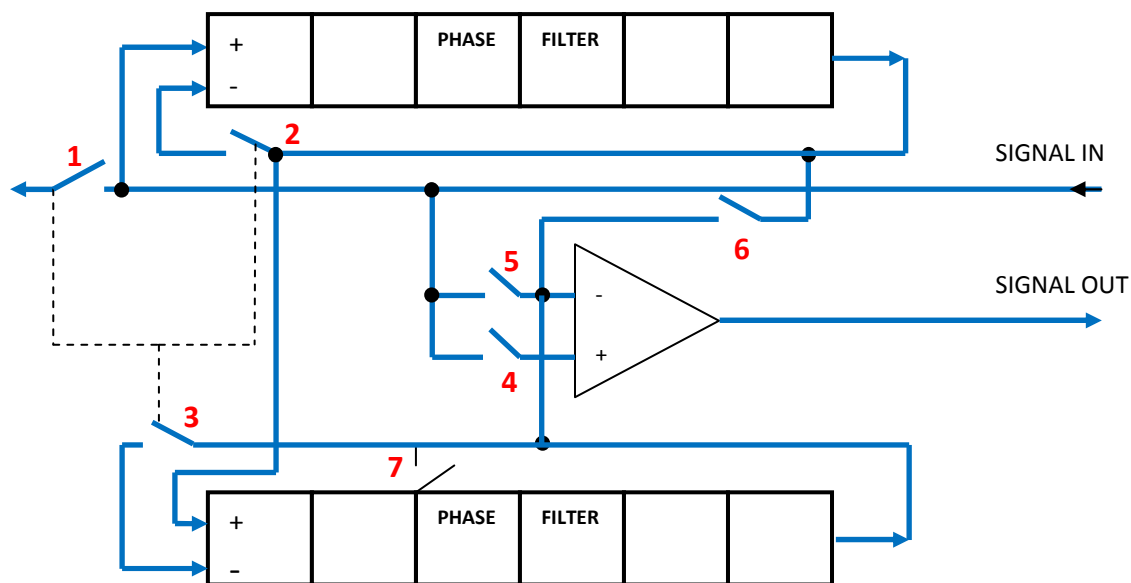 + PHASE FILTER
-
1
2
SIGNAL IN
6
5
SIGNAL OUT
-
+
4
3
7
+ PHASE FILTER
-